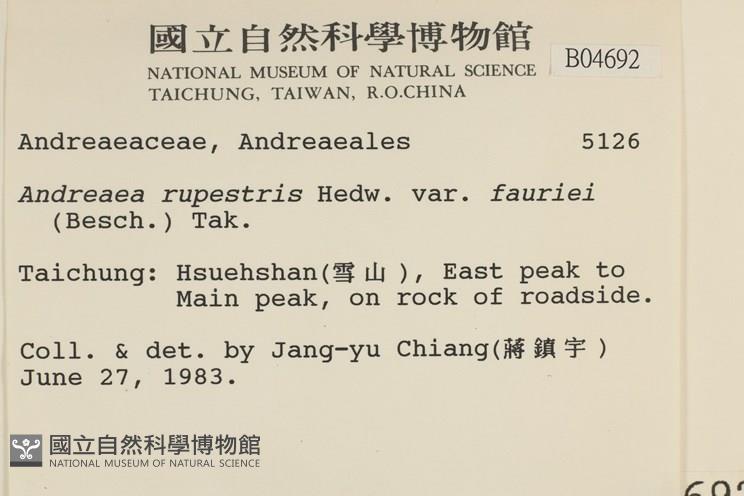 國立自然科學博物館
NATIONAL MUSEUM OF NATURAL SCIENCE
TAICHUNG, TAIWAN, R.O.CHINA
B04692
Andreaeaceae, Andreaeales 5126
Andreaea rupestris Hedw. var. fauriei
(Besch.) Tak.
Taichung: Hsuehshan(雪山), East peak to
Main peak, on rock of roadside.
Coll. & det. by Jang-yu Chiang(蔣鎮宇)
June 27, 1983.
國立自然科學博物館
NATIONAL MUSEUM OF NATURAL SCIENCE